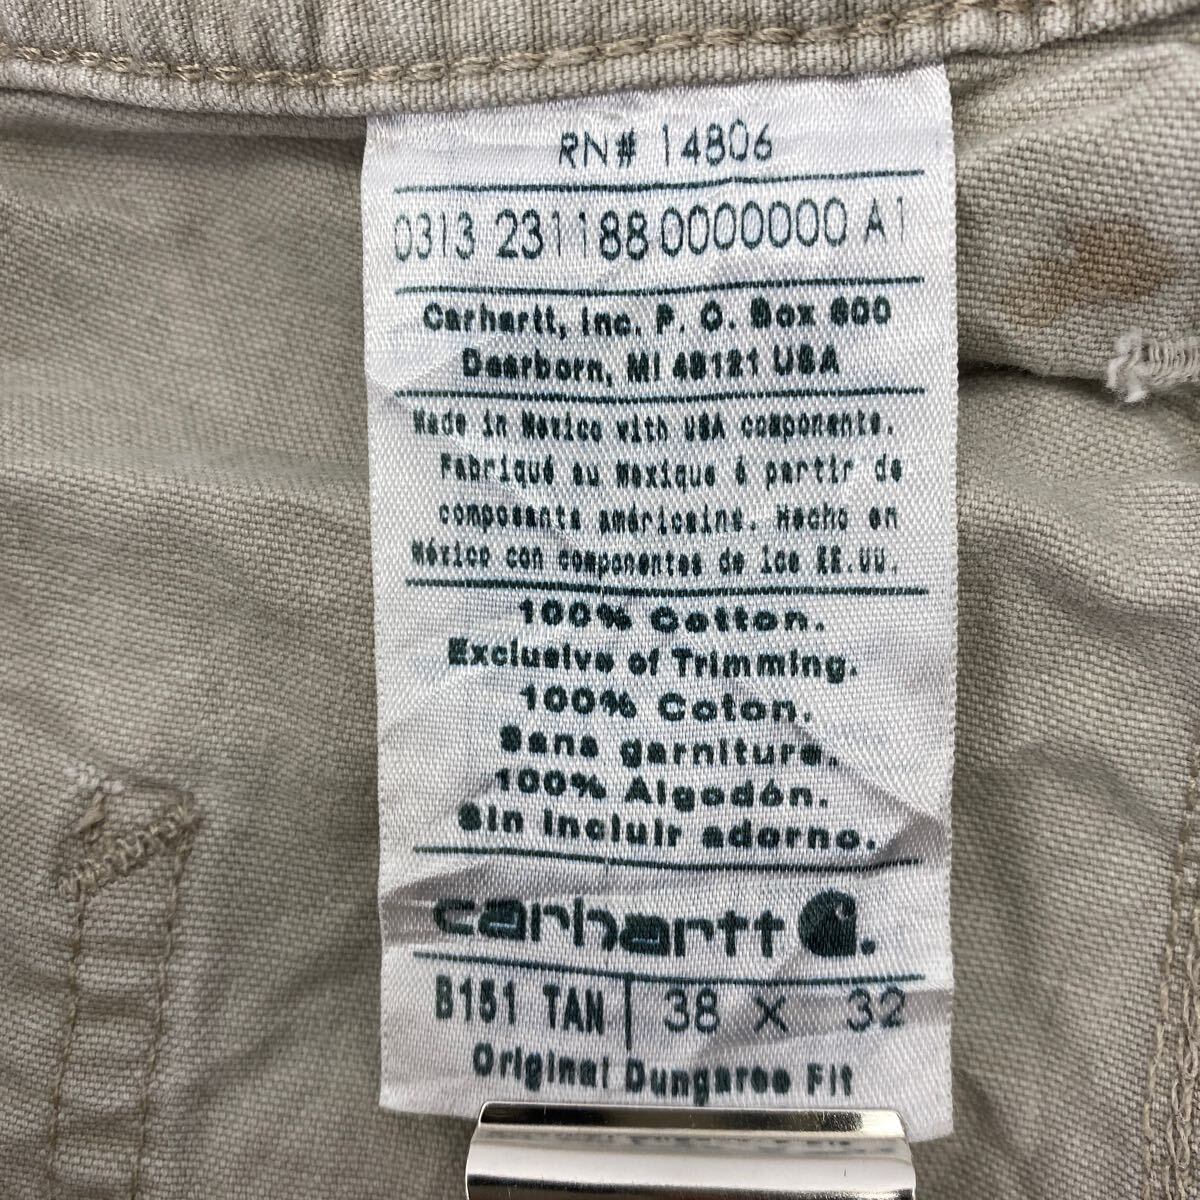 RN# 14806
0313 231188 0000000 A1
Carhartt, Inc. P. O. Box 600
Dearborn, MI 48121 USA
Made in Mexico with USA components.
Fabriqué au Mexique à partir de
composants américains. Hecho en
México con componentes de los EE.UU.
100% Cotton.
Exclusive of Trimming.
100% Coton.
Sans garniture.
100% Algodón.
Sin incluir adorno.
carhartt
B151 TAN 38 X 32
Original Dungaree Fit